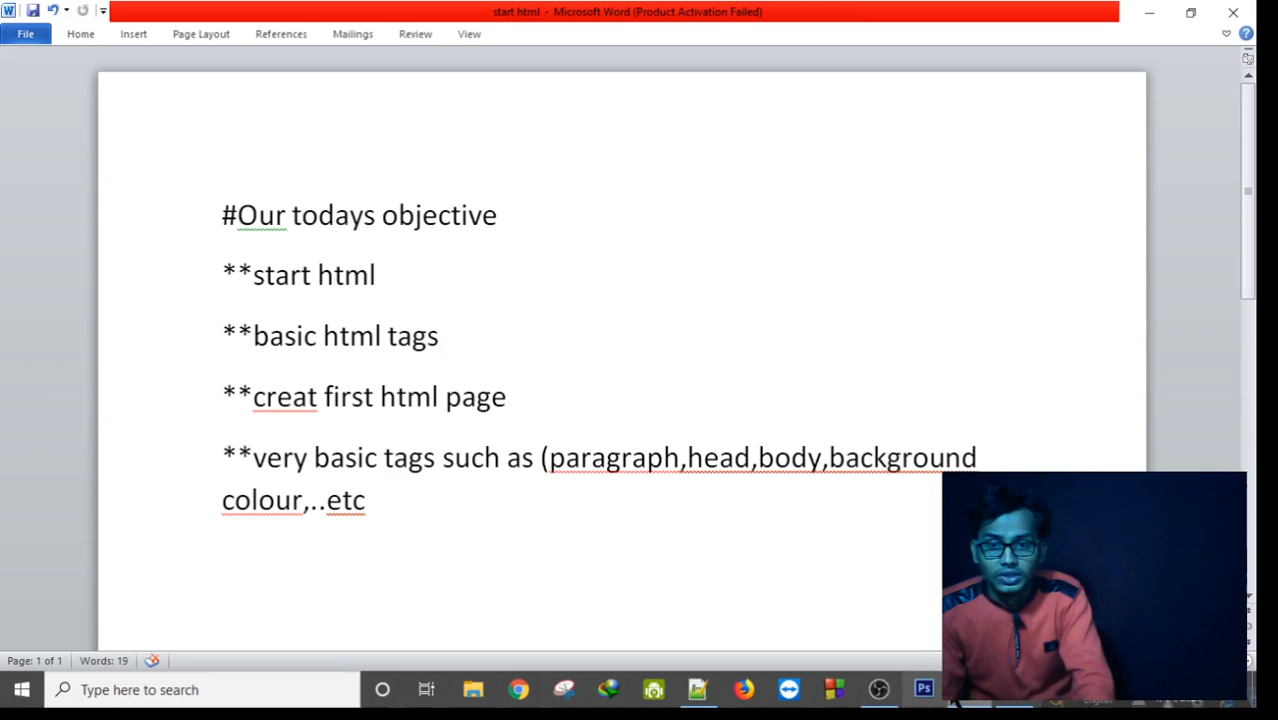 start html - Microsoft Word (Product Activation Failed)
File Home Insert Page Layout References Mailings Review View
#Our todays objective
**start html
**basic html tags
**creat first html page
**very basic tags such as (paragraph,head,body,background
colour,..etc
Page: 1 of 1 Words: 19
Type here to search
Ps
English